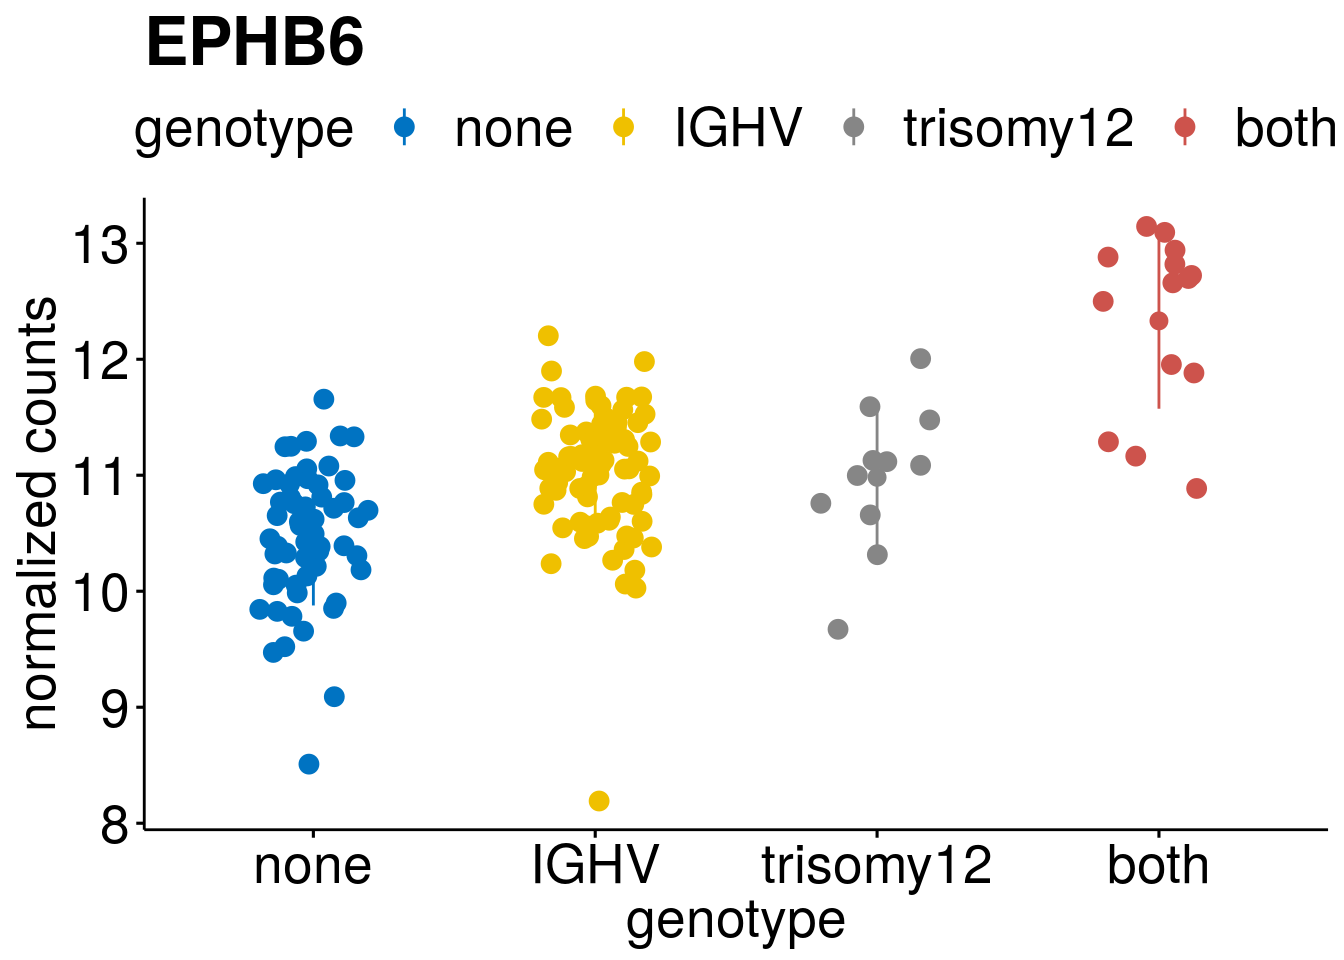 EPHB6
genotype none IGHV trisomy12 both
normalized counts
13
12
11
10
9
8
none IGHV trisomy12 both
genotype